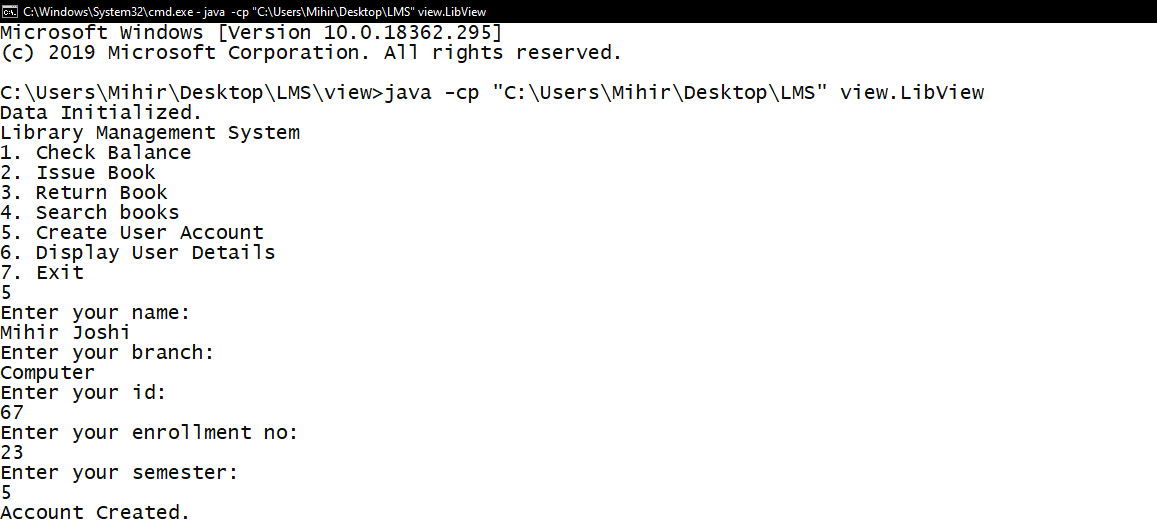 C:\Windows\System32\cmd.exe - java  -cp "C:\Users\Mihir\Desktop\LMS" view.LibView
Microsoft Windows [Version 10.0.18362.295]
(c) 2019 Microsoft Corporation. All rights reserved.
C:\Users\Mihir\Desktop\LMS\view>java -cp "C:\Users\Mihir\Desktop\LMS" view.LibView
Data Initialized.
Library Management System
1. Check Balance
2. Issue Book
3. Return Book
4. Search books
5. Create User Account
6. Display User Details
7. Exit
5
Enter your name:
Mihir Joshi
Enter your branch:
Computer
Enter your id:
67
Enter your enrollment no:
23
Enter your semester:
5
Account Created.